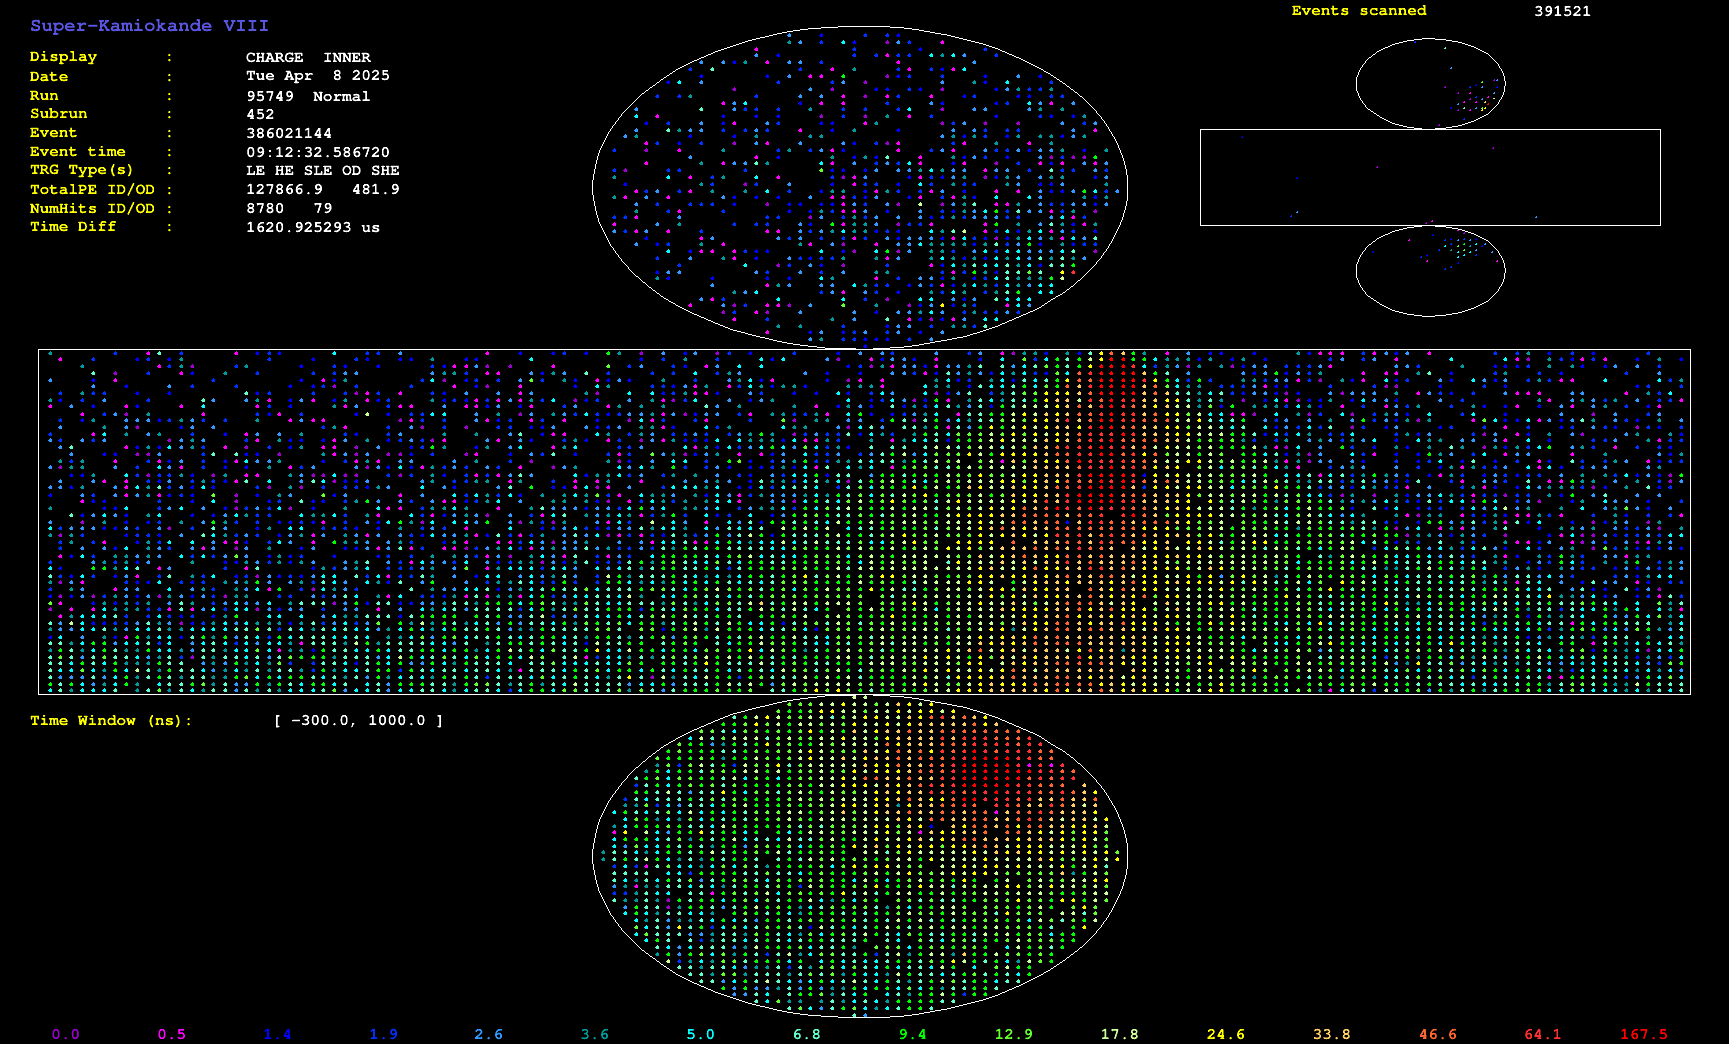 Super-Kamiokande VIII
Display : CHARGE INNER
Date : Tue Apr 8 2025
Run : 95749 Normal
Subrun : 452
Event : 386021144
Event time : 09:12:32.586720
TRG Type(s) : LE HE SLE OD SHE
TotalPE ID/OD : 127866.9 481.9
NumHits ID/OD : 8780 79
Time Diff : 1620.925293 us
Events scanned 391521
Time Window (ns): [ -300.0, 1000.0 ]
0.0 0.5 1.4 1.9 2.6 3.6 5.0 6.8 9.4 12.9 17.8 24.6 33.8 46.6 64.1 167.5